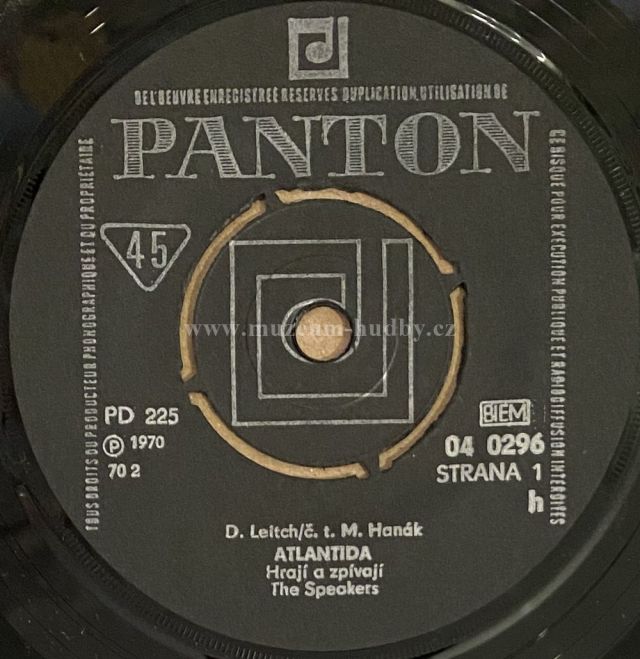 DE L'OEUVRE ENREGISTRÉE RESERVES DUPLICATION, UTILISATION DE
PANTON
TOUS DROITS DU PRODUCTEUR PHONOGRAPHIQUE ET DU PROPRIÉTAIRE
CE DISQUE POUR EXECUTION PUBLIQUE ET RADIODIFFUSION INTERDITES
45
www.muzeum-hudby.cz
PD 225
℗ 1970
70 2
BIEM
04 0296
STRANA 1
h
D. Leitch/č. t. M. Hanák
ATLANTIDA
Hrají a zpívají
The Speakers